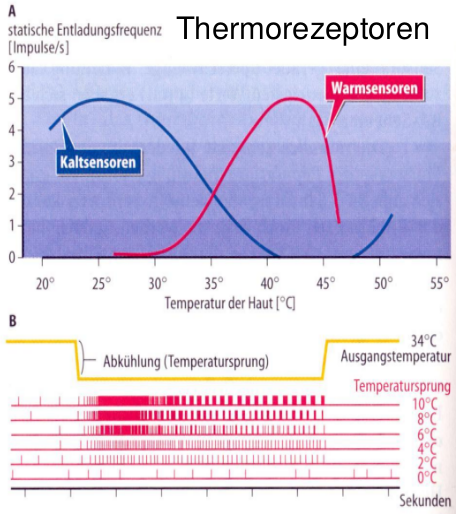 A
statische Entladungsfrequenz
[Impulse/s]
Thermorezeptoren
6
5
4
3
2
1
0
Warmsensoren
Kaltsensoren
20° 25° 30° 35° 40° 45° 50° 55°
Temperatur der Haut [°C]
B
34°C
Ausgangstemperatur
Abkühlung (Temperatursprung)
Temperatursprung
10°C
8°C
6°C
4°C
2°C
0°C
Sekunden